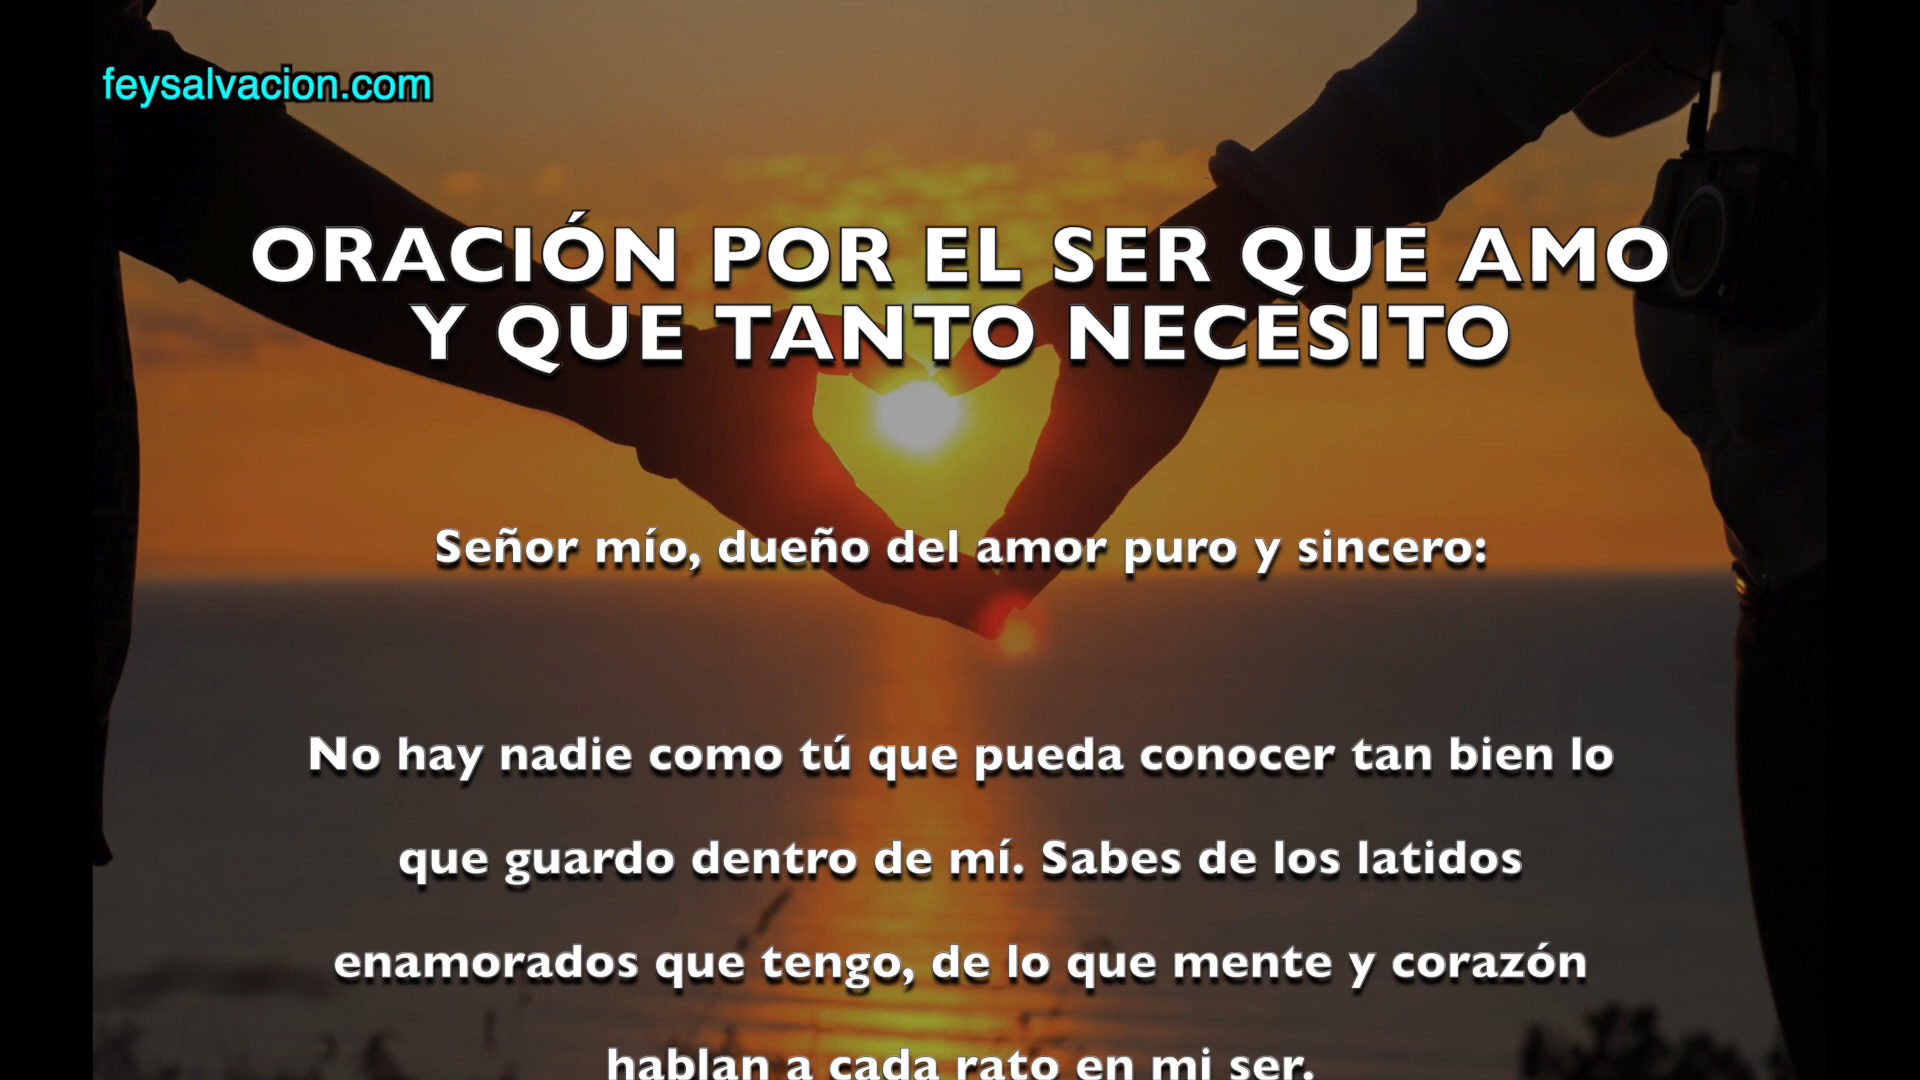 feysalvacion.com
ORACIÓN POR EL SER QUE AMO
Y QUE TANTO NECESITO
Señor mío, dueño del amor puro y sincero:
No hay nadie como tú que pueda conocer tan bien lo
que guardo dentro de mí. Sabes de los latidos
enamorados que tengo, de lo que mente y corazón
hablan a cada rato en mi ser.